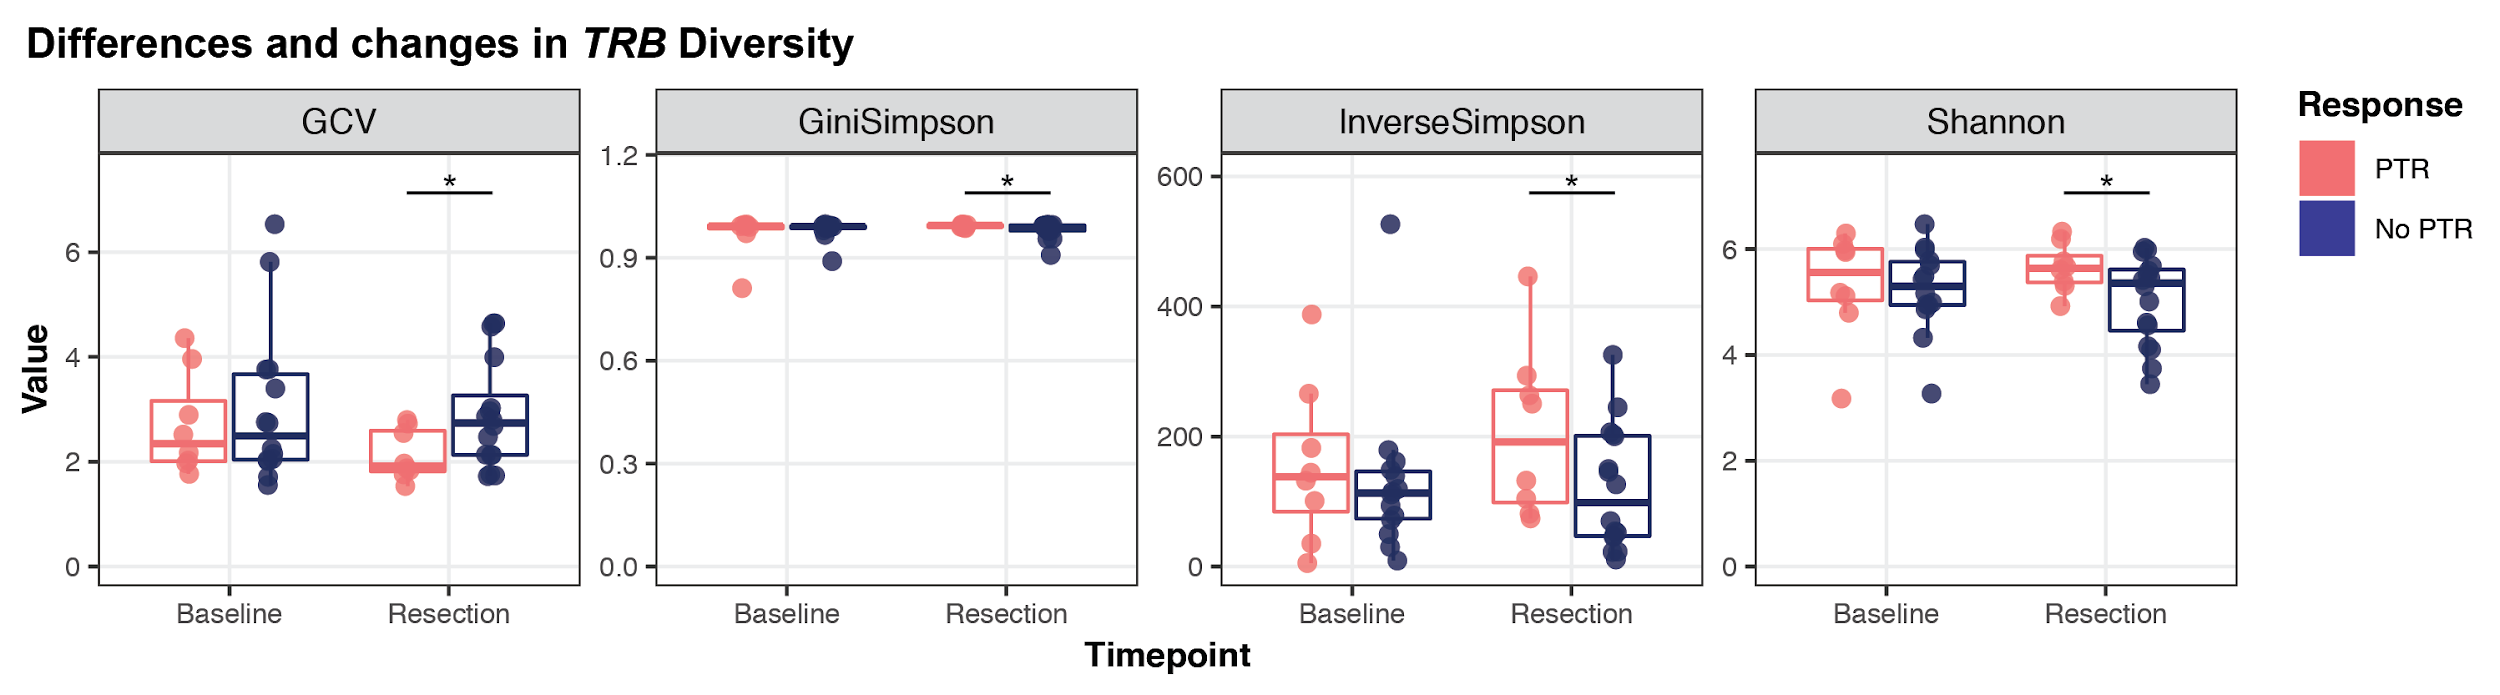 Differences and changes in TRB Diversity
GCV
GiniSimpson
InverseSimpson
Shannon
Response
PTR
No PTR
Value
6
4
2
0
*
1.2
0.9
0.6
0.3
0.0
*
600
400
200
0
*
6
4
2
0
*
Baseline
Resection
Baseline
Resection
Baseline
Resection
Baseline
Resection
Timepoint